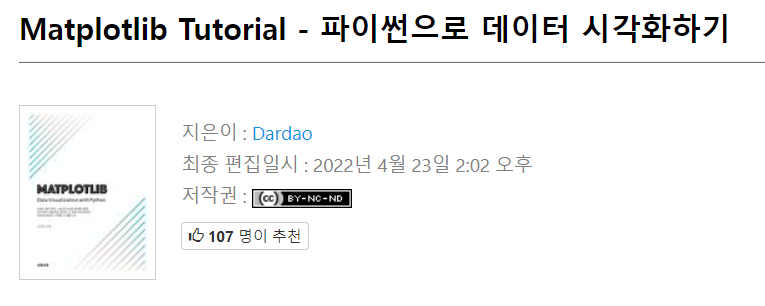 Matplotlib Tutorial - 파이썬으로 데이터 시각화하기
MATPLOTLIB
Data Visualization with Python
지은이 : Dardao
최종 편집일시 : 2022년 4월 23일 2:02 오후
저작권 : (cc) BY-NC-ND
107 명이 추천